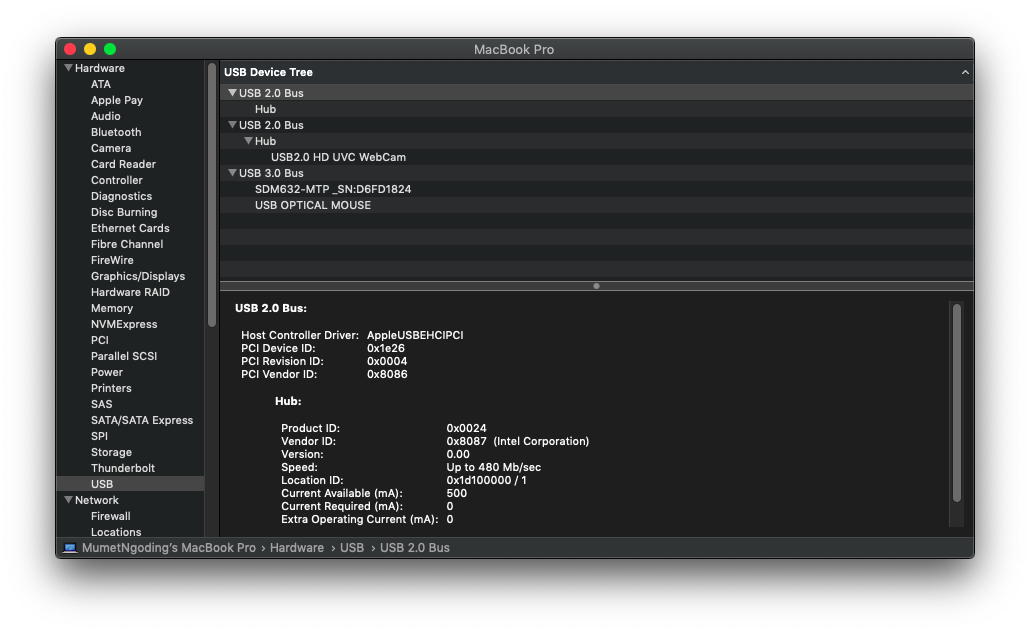 MacBook Pro
Hardware
ATA
Apple Pay
Audio
Bluetooth
Camera
Card Reader
Controller
Diagnostics
Disc Burning
Ethernet Cards
Fibre Channel
FireWire
Graphics/Displays
Hardware RAID
Memory
NVMExpress
PCI
Parallel SCSI
Power
Printers
SAS
SATA/SATA Express
SPI
Storage
Thunderbolt
USB
Network
Firewall
Locations
USB Device Tree
USB 2.0 Bus
Hub
USB 2.0 Bus
Hub
USB2.0 HD UVC WebCam
USB 3.0 Bus
SDM632-MTP _SN:D6FD1824
USB OPTICAL MOUSE
USB 2.0 Bus:
Host Controller Driver: AppleUSBEHCIPCI
PCI Device ID: 0x1e26
PCI Revision ID: 0x0004
PCI Vendor ID: 0x8086
Hub:
Product ID: 0x0024
Vendor ID: 0x8087 (Intel Corporation)
Version: 0.00
Speed: Up to 480 Mb/sec
Location ID: 0x1d100000 / 1
Current Available (mA): 500
Current Required (mA): 0
Extra Operating Current (mA): 0
MumetNgoding's MacBook Pro › Hardware › USB › USB 2.0 Bus